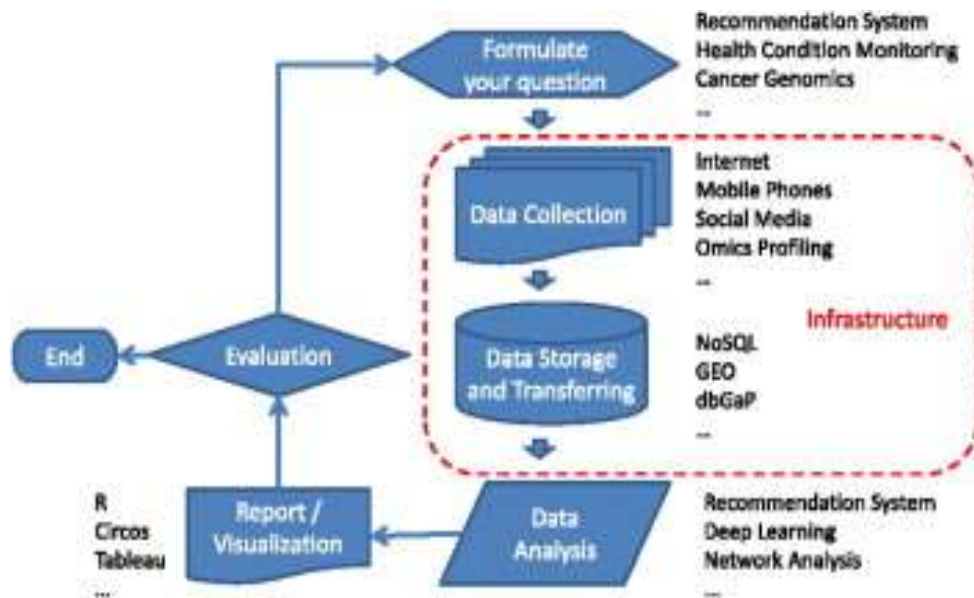 Formulate
your question
Recommendation System
Health Condition Monitoring
Cancer Genomics
...
Data Collection
Internet
Mobile Phones
Social Media
Omics Profiling
...
Infrastructure
Data Storage
and Transferring
NoSQL
GEO
dbGaP
...
Data
Analysis
Recommendation System
Deep Learning
Network Analysis
...
Report /
Visualization
R
Circos
Tableau
...
Evaluation
End